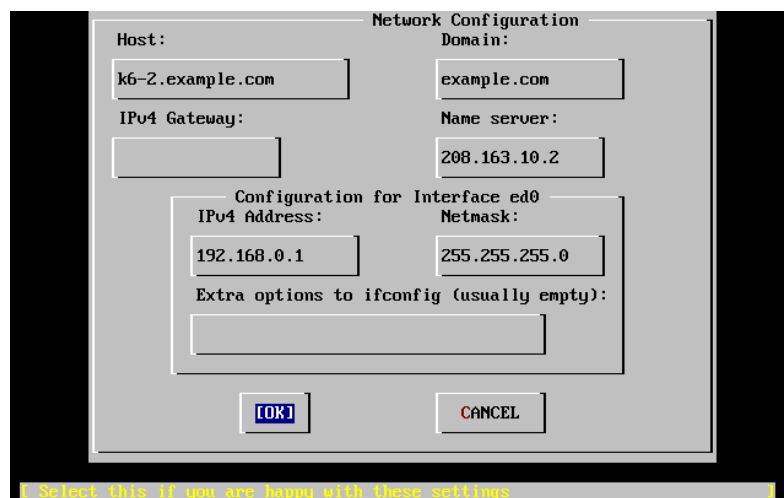 Network Configuration
Host: Domain:
k6-2.example.com example.com
IPv4 Gateway: Name server:
208.163.10.2
Configuration for Interface ed0
IPv4 Address: Netmask:
192.168.0.1 255.255.255.0
Extra options to ifconfig (usually empty):
[OK] CANCEL
[ Select this if you are happy with these settings ]